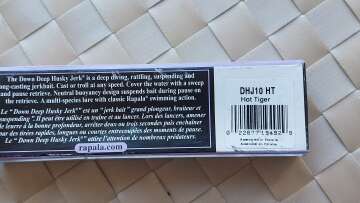 The Down Deep Husky Jerk® is a deep diving, rattling, suspending and
long-casting jerkbait. Cast or troll at any speed. Cover the water with a sweep
and pause retrieve. Neutral buoyancy design suspends bait during pause on
the retrieve. A multi-species lure with classic Rapala® swimming action.
Le " Down Deep Husky Jerk®" est un « jerk bait " grand plongeur, bruiteur et
suspending ". Il peut être utilisé en traîne et au lancer. Lors des lancers, amener
le leurre à la bonne profondeur, arrêter deux ou trois secondes puis enchaîner
par des tirées rapides, longues ou courtes entrecoupées des moments de pause.
Le " Down Deep Husky Jerk®" attire l'attention de nombreux prédateurs.
rapala.com
DHJ10 HT
Hot Tiger